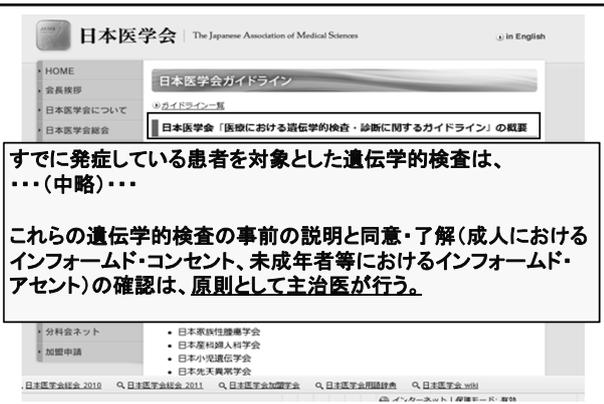 日本医学会 The Japanese Association of Medical Sciences
in English
HOME
会長挨拶
日本医学会について
日本医学会総会
日本医学会ガイドライン
ガイドライン一覧
日本医学会「医療における遺伝学的検査・診断に関するガイドライン」の概要
すでに発症している患者を対象とした遺伝学的検査は、
・・・（中略）・・・
これらの遺伝学的検査の事前の説明と同意・了解（成人における
インフォームド・コンセント、未成年者等におけるインフォームド・
アセント）の確認は、原則として主治医が行う。
分科会ネット
加盟申請
日本家族性腫瘍学会
日本産科婦人科学会
日本小児遺伝学会
日本先天異常学会
日本医学会総会 2010 日本医学会総会 2011 日本医学会加盟学会 日本医学会用語辞典 日本医学会 wiki
インターネット | 保護モード: 有効